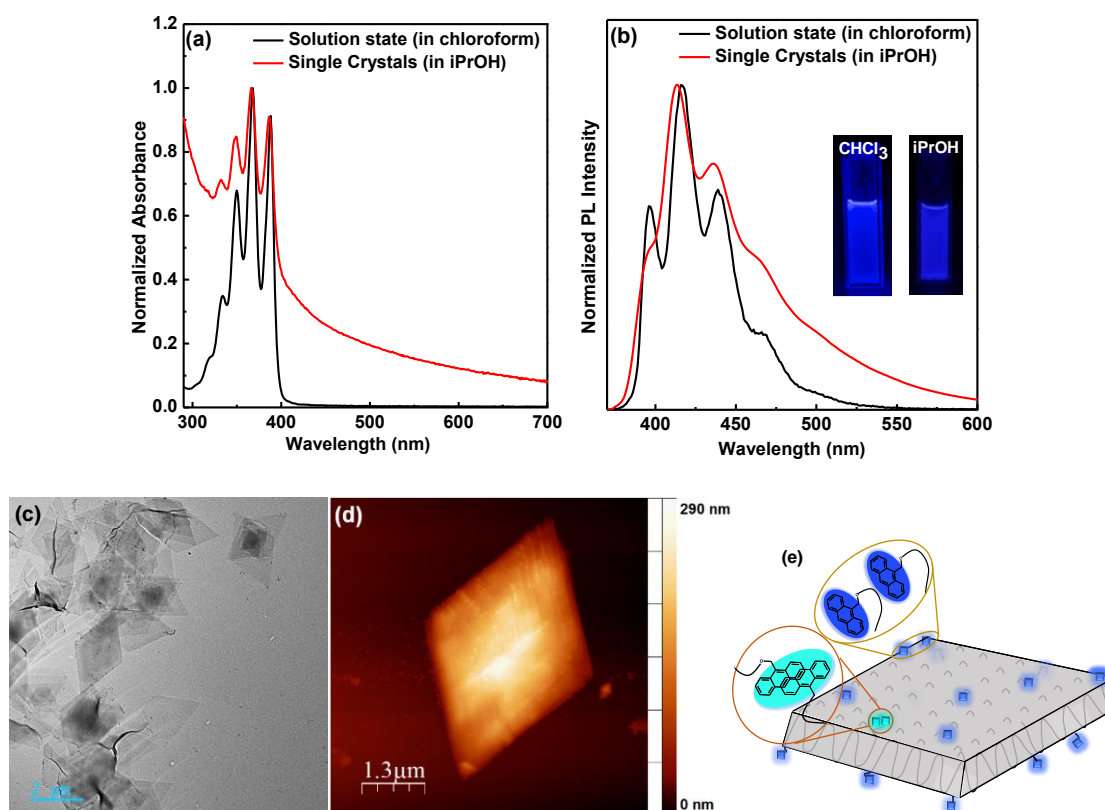 (a)
Solution state (in chloroform)
Single Crystals (in iPrOH)
Normalized Absorbance
1.2
1.0
0.8
0.6
0.4
0.2
0.0
300 400 500 600 700
Wavelength (nm)
(b)
Solution state (in chloroform)
Single Crystals (in iPrOH)
Normalized PL Intensity
CHCl3
iPrOH
400 450 500 550 600
Wavelength (nm)
(c)
2 µm
(d)
1.3µm
290 nm
0 nm
(e)